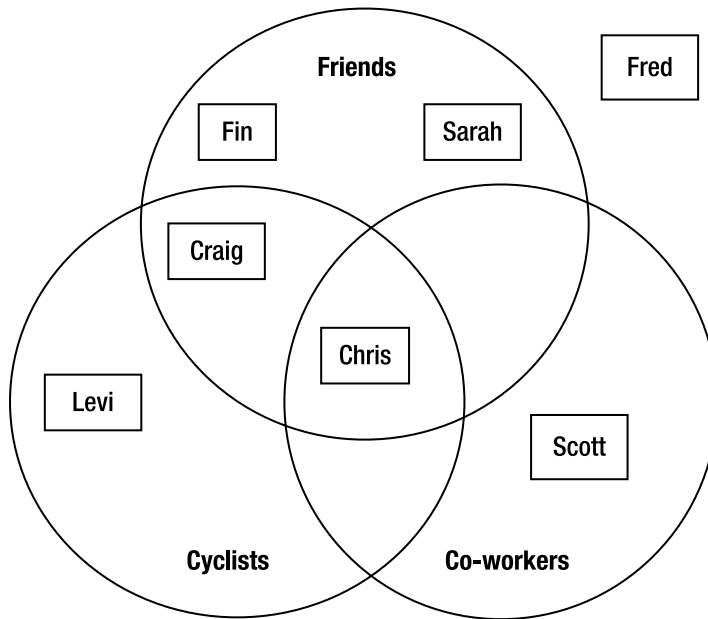 Friends
Fred
Fin
Sarah
Craig
Chris
Levi
Scott
Cyclists
Co-workers